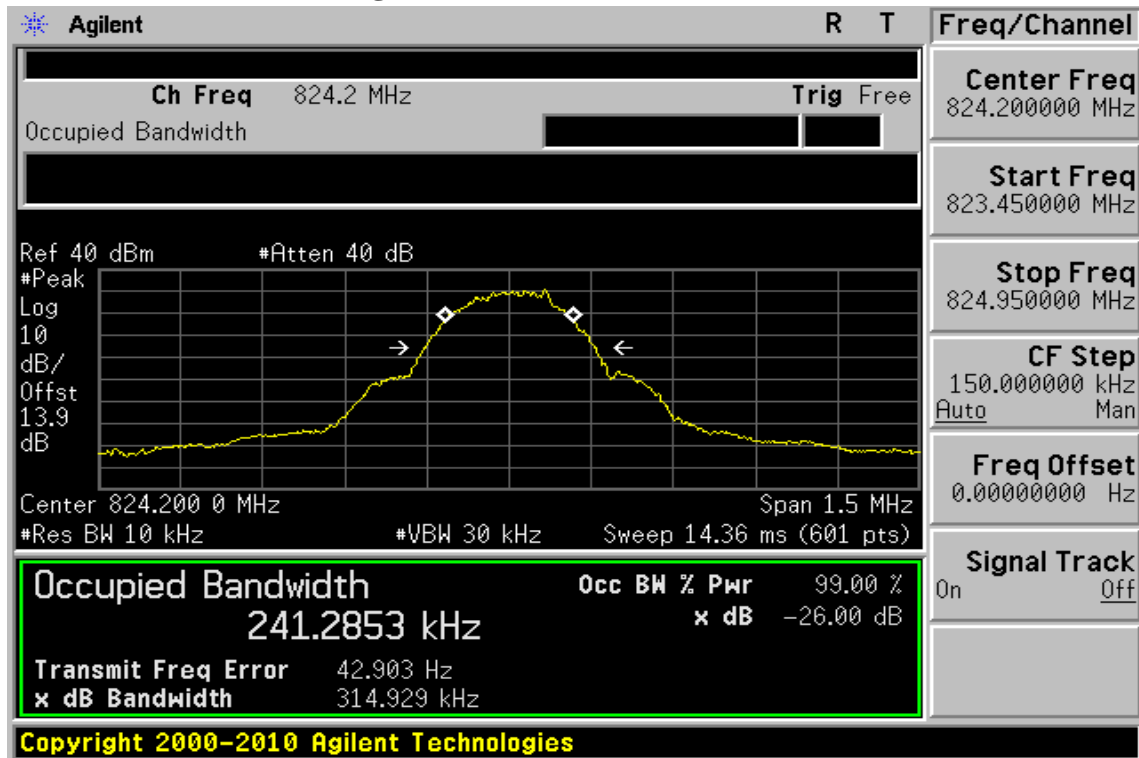 Agilent R T Freq/Channel
Ch Freq 824.2 MHz Trig Free
Occupied Bandwidth
Center Freq
824.200000 MHz
Start Freq
823.450000 MHz
Stop Freq
824.950000 MHz
CF Step
150.000000 kHz
Auto Man
Freq Offset
0.00000000 Hz
Signal Track
On Off
Ref 40 dBm #Atten 40 dB
#Peak
Log
10
dB/
Offst
13.9
dB
Center 824.200 0 MHz Span 1.5 MHz
#Res BW 10 kHz #VBW 30 kHz Sweep 14.36 ms (601 pts)
Occupied Bandwidth Occ BW % Pwr 99.00 %
241.2853 kHz x dB -26.00 dB
Transmit Freq Error 42.903 Hz
x dB Bandwidth 314.929 kHz
Copyright 2000-2010 Agilent Technologies